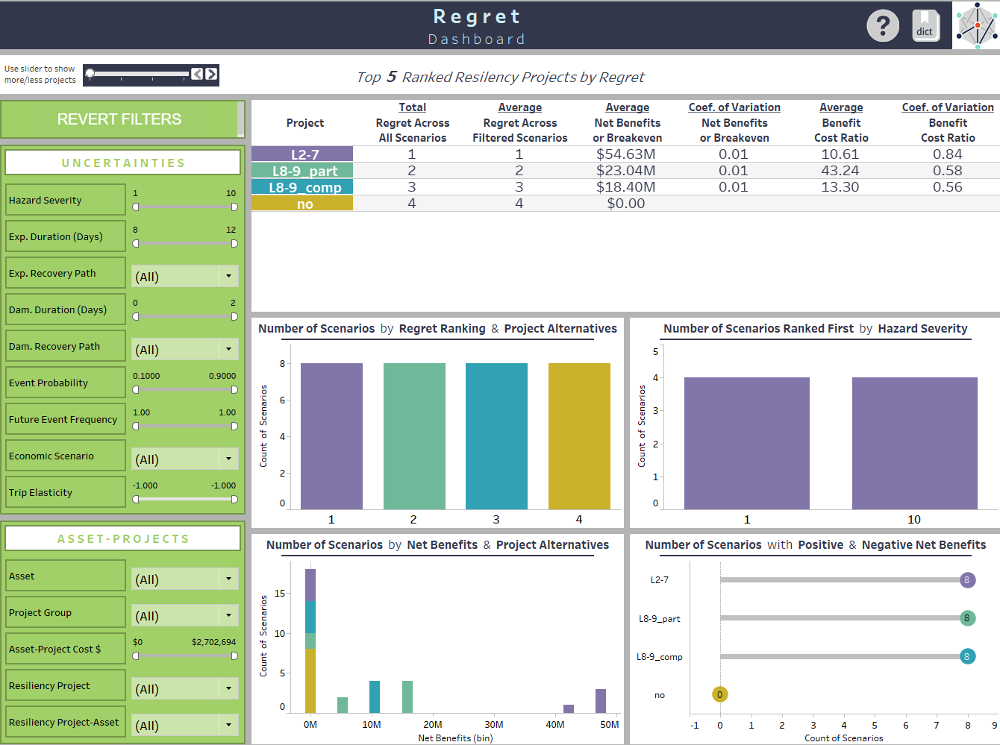 Regret
Dashboard
?
dict
Use slider to show
more/less projects
Top 5 Ranked Resilency Projects by Regret
REVERT FILTERS
UNCERTAINTIES
Hazard Severity
1 10
Exp. Duration (Days)
8 12
Exp. Recovery Path
(All)
Dam. Duration (Days)
0 2
Dam. Recovery Path
(All)
Event Probability
0.1000 0.9000
Future Event Frequency
1.00 1.00
Economic Scenario
(All)
Trip Elasticity
-1.000 -1.000
ASSET-PROJECTS
Asset
(All)
Project Group
(All)
Asset-Project Cost $
$0 $2,702,694
Resiliency Project
(All)
Resiliency Project-Asset
(All)
Total Average Average Coef. of Variation Average Coef. of Variation
Project Regret Across Regret Across Net Benefits Net Benefits Benefit Benefit
All Scenarios Filtered Scenarios or Breakeven or Breakeven Cost Ratio Cost Ratio
L2-7 1 1 $54.63M 0.01 10.61 0.84
L8-9_part 2 2 $23.04M 0.01 43.24 0.58
L8-9_comp 3 3 $18.40M 0.01 13.30 0.56
no 4 4 $0.00
Number of Scenarios by Regret Ranking & Project Alternatives
Count of Scenarios
8
6
4
2
0
1 2 3 4
Number of Scenarios Ranked First by Hazard Severity
Count of Scenarios
5
4
3
2
1
0
1 10
Number of Scenarios by Net Benefits & Project Alternatives
Count of Scenarios
15
10
5
0
0M 10M 20M 30M 40M 50M
Net Benefits (bin)
Number of Scenarios with Positive & Negative Net Benefits
L2-7 8
L8-9_part 8
L8-9_comp 8
no 0
-1 0 1 2 3 4 5 6 7 8 9
Count of Scenarios